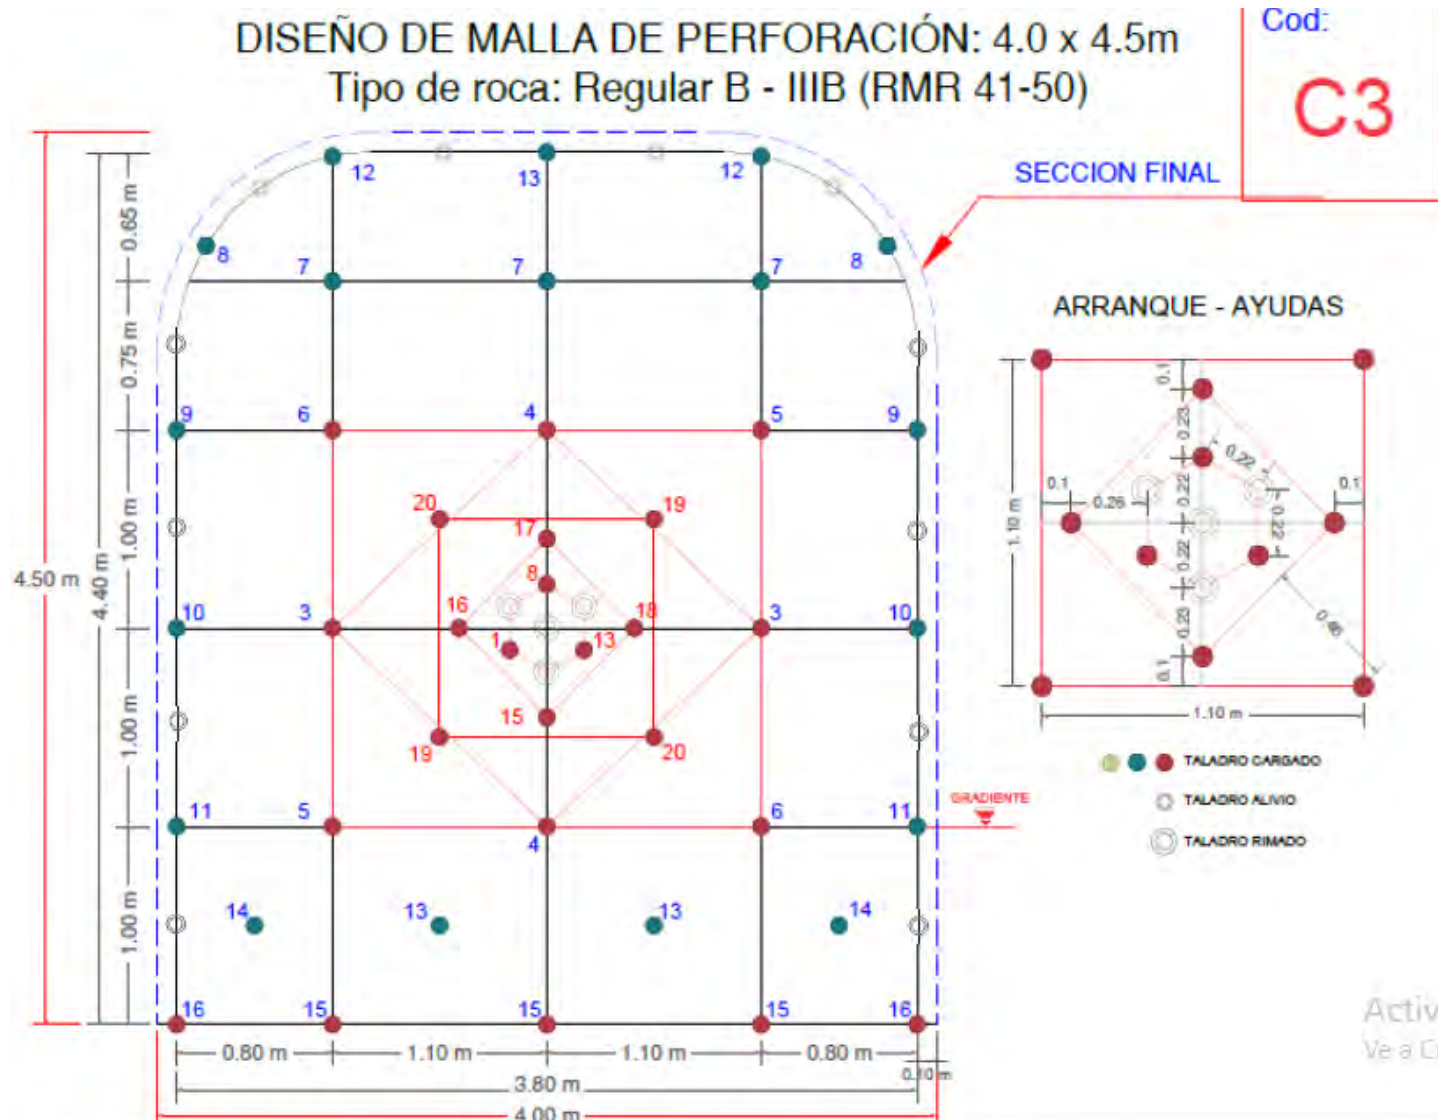 DISEÑO DE MALLA DE PERFORACIÓN: 4.0 x 4.5m
Tipo de roca: Regular B - IIIB (RMR 41-50)
Cod:
C3
SECCION FINAL
12
13
12
8
7
7
7
8
9
6
4
5
9
20
19
17
8
10
3
16
18
3
10
1
13
15
19
20
11
5
4
6
11
GRADIENTE
14
13
13
14
16
15
15
15
16
0.65 m
0.75 m
1.00 m
1.00 m
1.00 m
4.40 m
4.50 m
0.80 m
1.10 m
1.10 m
0.80 m
0.10 m
3.80 m
4.00 m
ARRANQUE - AYUDAS
0.1
0.23
0.22
0.22
0.1
0.26
0.1
0.22
0.22
0.23
0.1
0.46
1.10 m
1.10 m
TALADRO CARGADO
TALADRO ALIVIO
TALADRO RIMADO
Activ
Ve a C